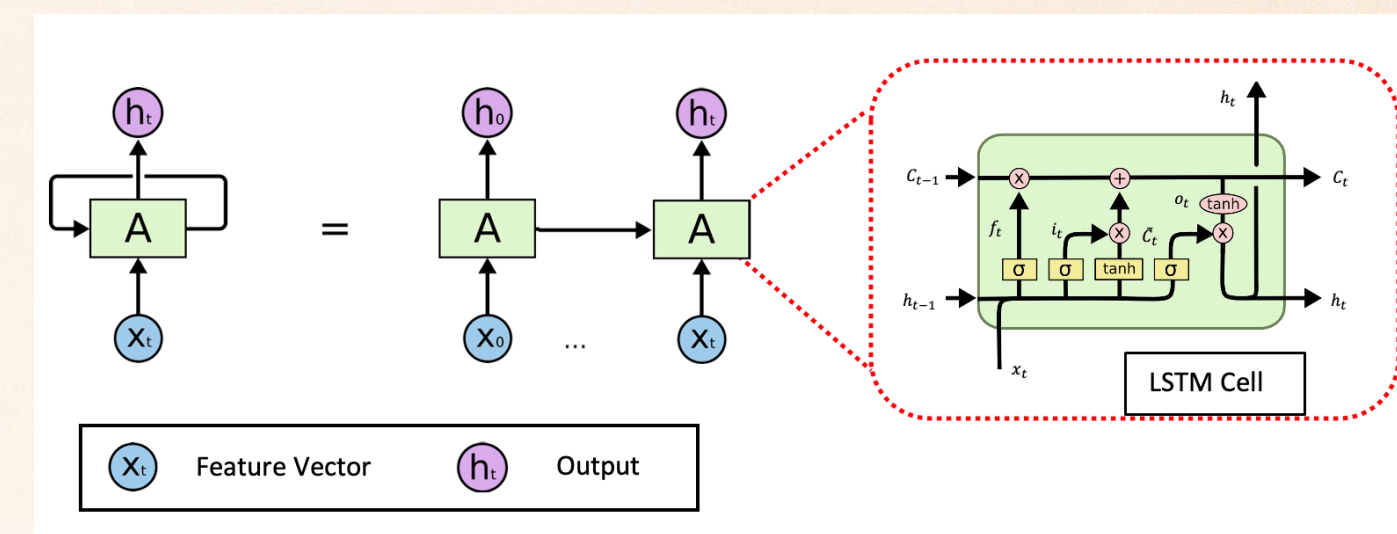 hₜ
A
xₜ
=
h₀ hₜ
A A
x₀ ... xₜ
hₜ
Cₜ₋₁ x + Cₜ
oₜ tanh
fₜ iₜ x C̃ₜ x
σ σ tanh σ
hₜ₋₁ hₜ
xₜ
LSTM Cell
xₜ Feature Vector hₜ Output